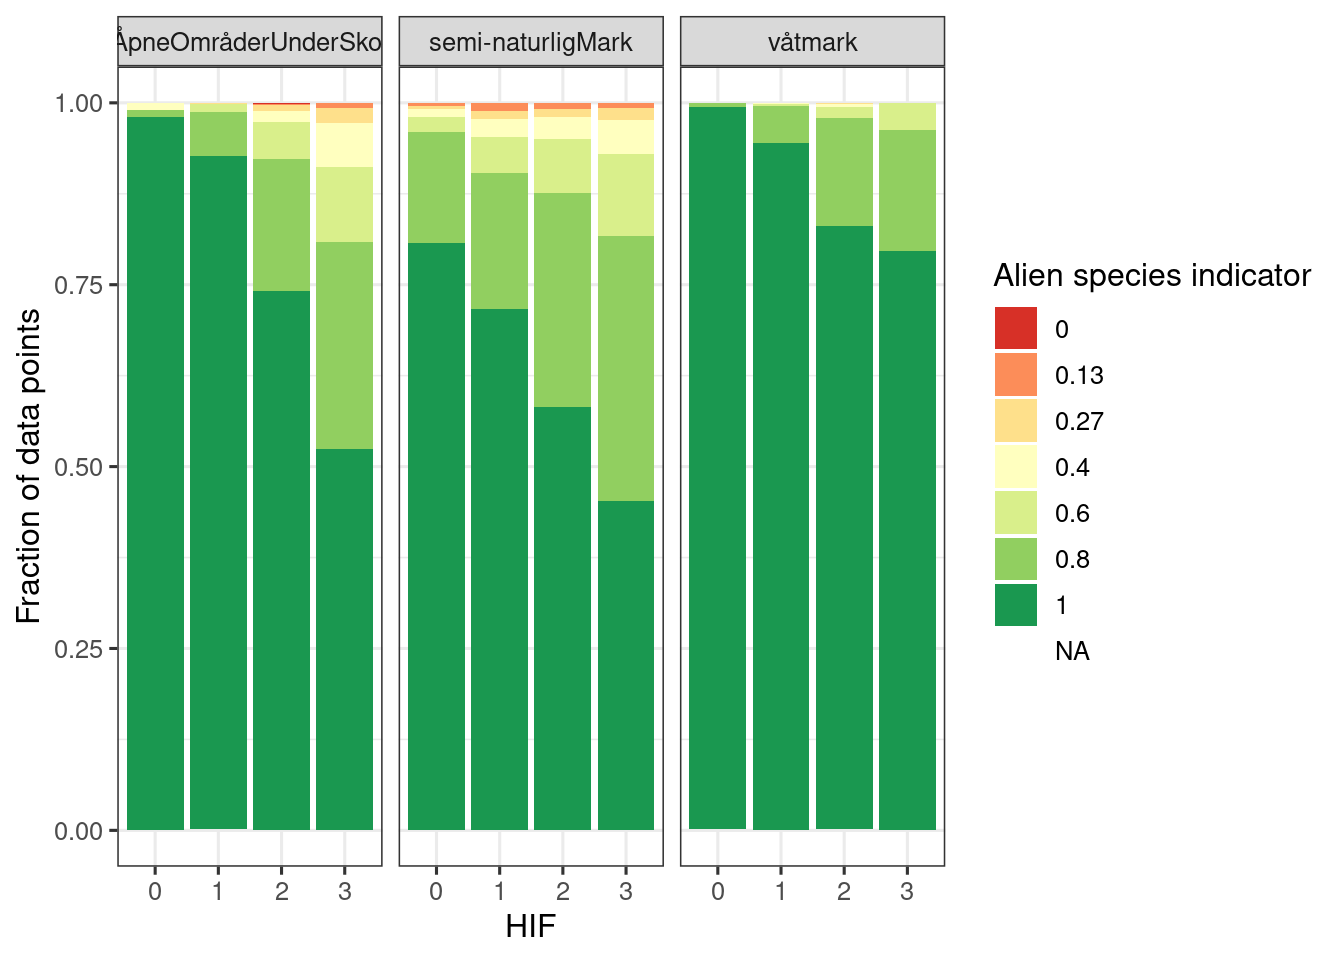 ÅpneOmråderUnderSko
semi-naturligMark
våtmark
1.00
0.75
0.50
0.25
0.00
Fraction of data points
0 1 2 3
0 1 2 3
0 1 2 3
HIF
Alien species indicator
0
0.13
0.27
0.4
0.6
0.8
1
NA